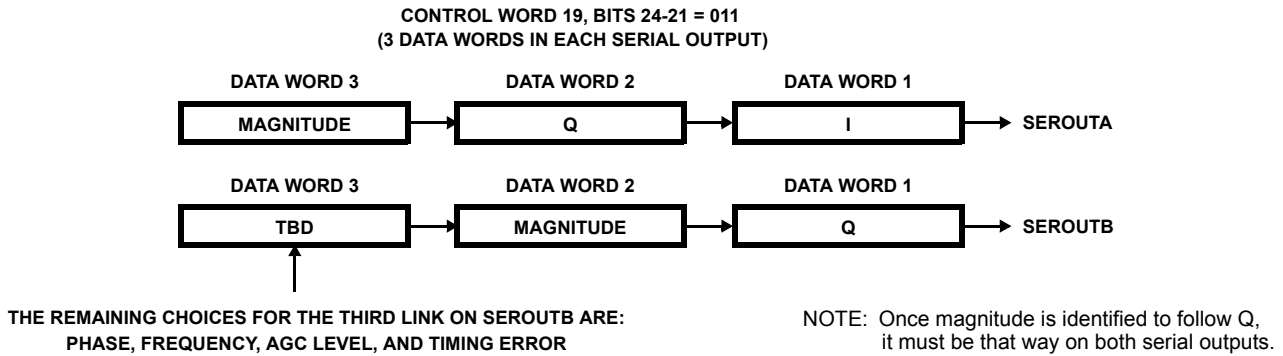 CONTROL WORD 19, BITS 24-21 = 011
(3 DATA WORDS IN EACH SERIAL OUTPUT)
DATA WORD 3 DATA WORD 2 DATA WORD 1
MAGNITUDE Q I SEROUTA
DATA WORD 3 DATA WORD 2 DATA WORD 1
TBD MAGNITUDE Q SEROUTB
THE REMAINING CHOICES FOR THE THIRD LINK ON SEROUTB ARE:
PHASE, FREQUENCY, AGC LEVEL, AND TIMING ERROR
NOTE: Once magnitude is identified to follow Q,
it must be that way on both serial outputs.